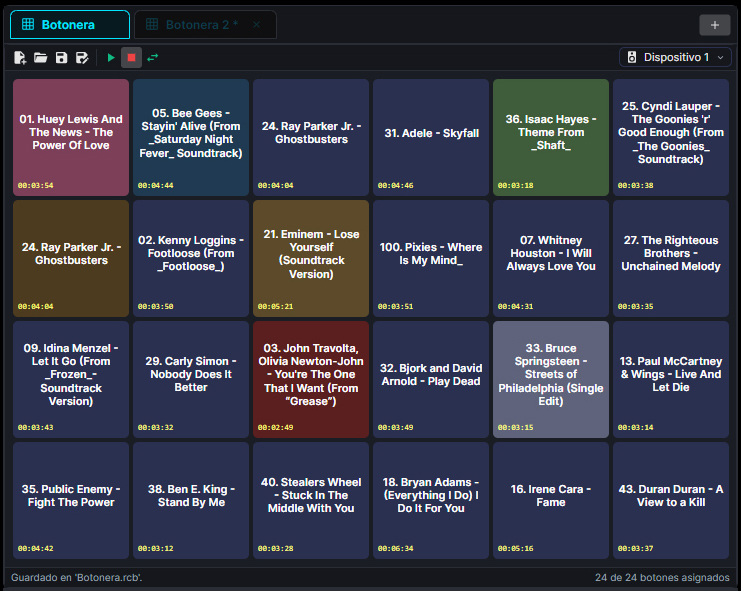 Botonera
Botonera 2 * ×
+
Dispositivo 1
01. Huey Lewis And
The News - The
Power Of Love
00:03:54
05. Bee Gees -
Stayin' Alive (From
_Saturday Night
Fever_ Soundtrack)
00:04:44
24. Ray Parker Jr. -
Ghostbusters
00:04:04
31. Adele - Skyfall
00:04:46
36. Isaac Hayes -
Theme From
_Shaft_
00:03:18
25. Cyndi Lauper -
The Goonies 'r'
Good Enough (From
_The Goonies_
Soundtrack)
00:03:38
24. Ray Parker Jr. -
Ghostbusters
00:04:04
02. Kenny Loggins -
Footloose (From
_Footloose_)
00:03:50
21. Eminem - Lose
Yourself
(Soundtrack
Version)
00:05:21
100. Pixies - Where
Is My Mind_
00:03:51
07. Whitney
Houston - I Will
Always Love You
00:04:31
27. The Righteous
Brothers -
Unchained Melody
00:03:35
09. Idina Menzel -
Let It Go (From
_Frozen_-
Soundtrack
Version)
00:03:43
29. Carly Simon -
Nobody Does It
Better
00:03:32
03. John Travolta,
Olivia Newton-John
- You're The One
That I Want (From
“Grease”)
00:02:49
32. Bjork and David
Arnold - Play Dead
00:03:49
33. Bruce
Springsteen -
Streets of
Philadelphia (Single
Edit)
00:03:15
13. Paul McCartney
& Wings - Live And
Let Die
00:03:14
35. Public Enemy -
Fight The Power
00:04:42
38. Ben E. King -
Stand By Me
00:03:12
40. Stealers Wheel
- Stuck In The
Middle With You
00:03:28
18. Bryan Adams -
(Everything I Do) I
Do It For You
00:06:34
16. Irene Cara -
Fame
00:05:16
43. Duran Duran - A
View to a Kill
00:03:37
Guardado en 'Botonera.rcb'.
24 de 24 botones asignados